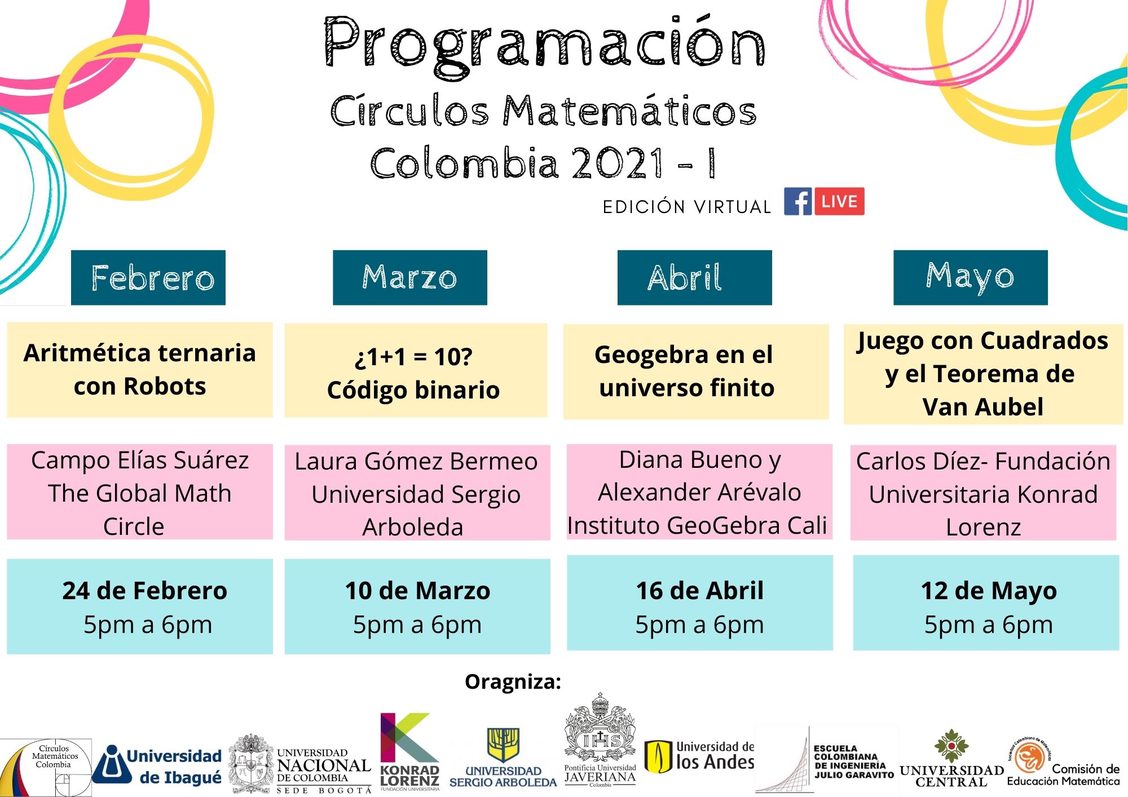 Programación
Círculos Matemáticos
Colombia 2021 - I
EDICIÓN VIRTUAL
f LIVE
Febrero
Aritmética ternaria
con Robots
Campo Elías Suárez
The Global Math
Circle
24 de Febrero
5pm a 6pm
Marzo
¿1+1 = 10?
Código binario
Laura Gómez Bermeo
Universidad Sergio
Arboleda
10 de Marzo
5pm a 6pm
Abril
Geogebra en el
universo finito
Diana Bueno y
Alexander Arévalo
Instituto GeoGebra Cali
16 de Abril
5pm a 6pm
Mayo
Juego con Cuadrados
y el Teorema de
Van Aubel
Carlos Díez- Fundación
Universitaria Konrad
Lorenz
12 de Mayo
5pm a 6pm
Oragniza:
Círculos
Matemáticos
Colombia
Universidad
de Ibagué
UNIVERSIDAD
NACIONAL
DE COLOMBIA
SEDE BOGOTÁ
KONRAD
LORENZ
FUNDACIÓN UNIVERSITARIA
UNIVERSIDAD
SERGIO ARBOLEDA
IHS
Pontificia Universidad
JAVERIANA
Colombia
Universidad de
los Andes
ESCUELA
COLOMBIANA
DE INGENIERÍA
JULIO GARAVITO
UNIVERSIDAD
CENTRAL
Comisión de
Educación Matemática